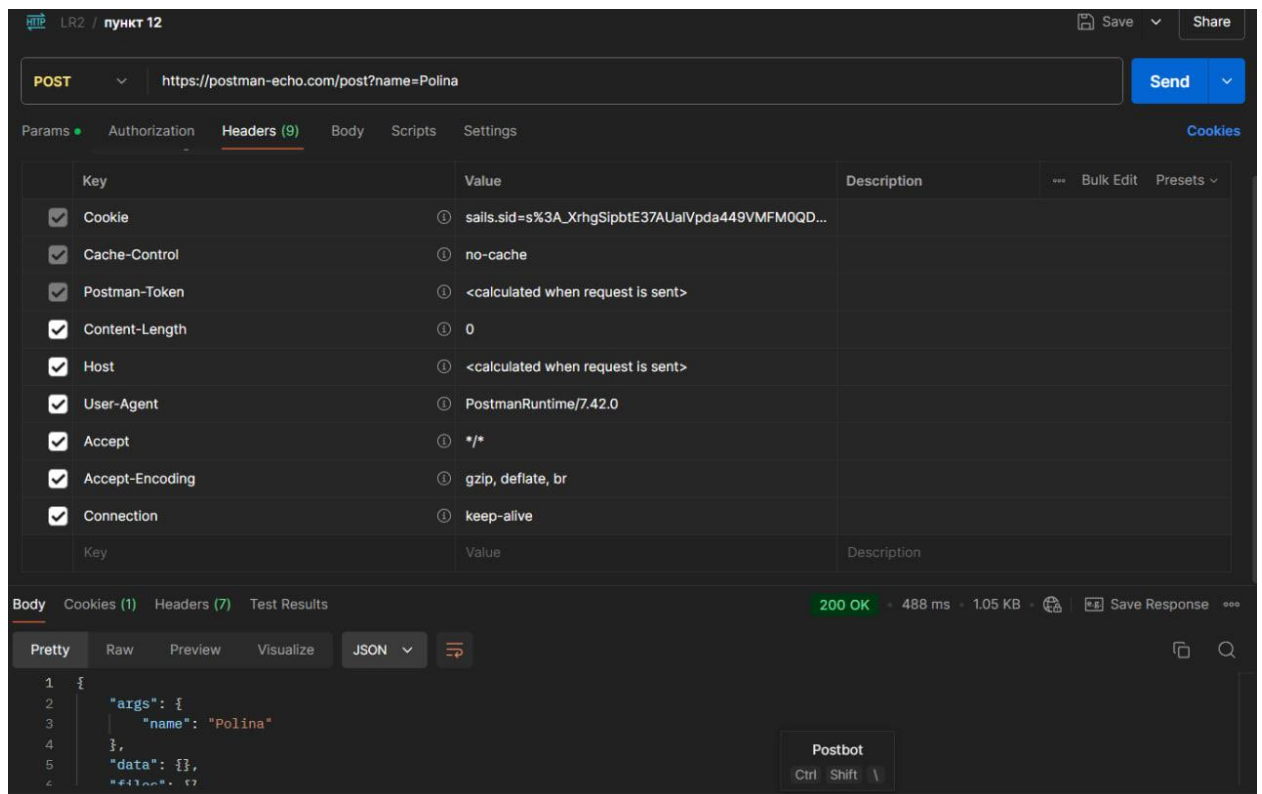 HTTP LR2 / пункт 12 Save Share
POST https://postman-echo.com/post?name=Polina Send
Params Authorization Headers (9) Body Scripts Settings Cookies
Key Value Description Bulk Edit Presets
Cookie sails.sid=s%3A_XrhgSipbtE37AUalVpda449VMFM0QD...
Cache-Control no-cache
Postman-Token <calculated when request is sent>
Content-Length 0
Host <calculated when request is sent>
User-Agent PostmanRuntime/7.42.0
Accept */*
Accept-Encoding gzip, deflate, br
Connection keep-alive
Key Value Description
Body Cookies (1) Headers (7) Test Results 200 OK 488 ms 1.05 KB e.g. Save Response
Pretty Raw Preview Visualize JSON
1 {
2 "args": {
3 "name": "Polina"
4 },
5 "data": {},
6 "files": {}
Postbot
Ctrl Shift \